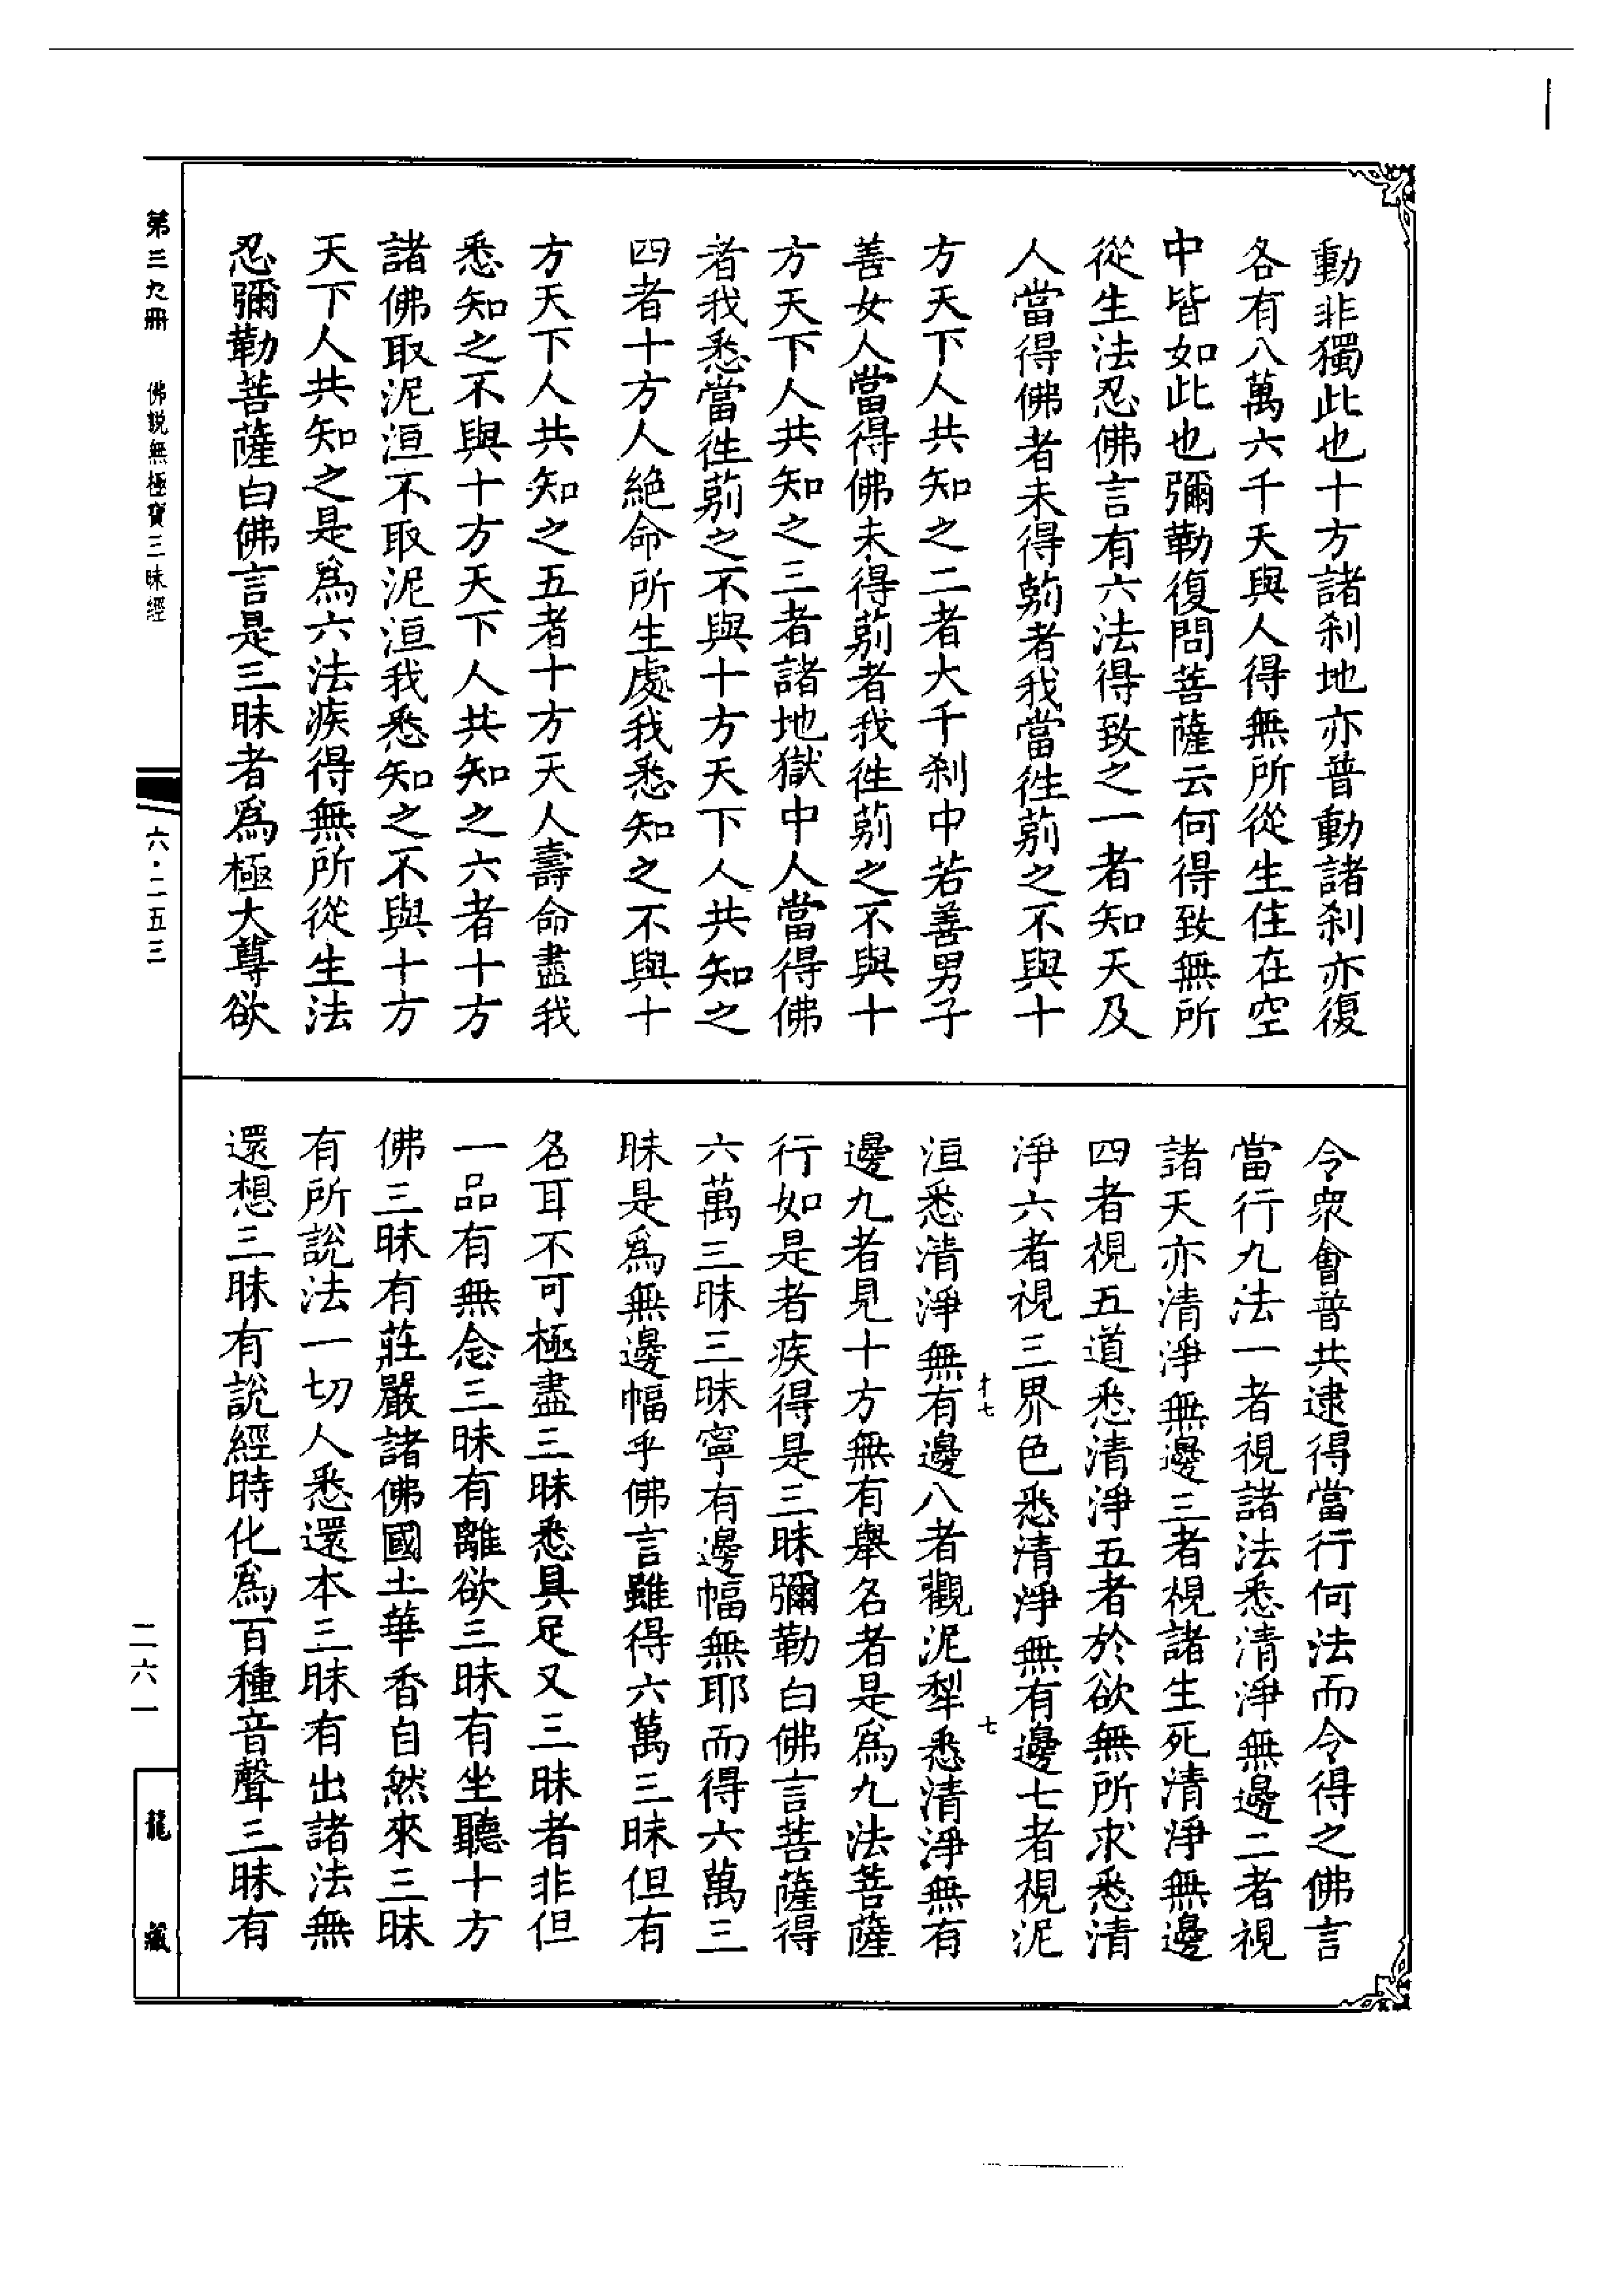 動非獨此也十方諸刹地亦普動諸刹亦復
各有八萬六千天與人得無所從生住在空
中皆如此也彌勒復問菩薩云何得致無所
從生法忍佛言有六法得致之一者知天及
人當得佛者未得莂者我當徃莂之不與十
方天下人共知之二者大千刹中若善男子
善女人當得佛未得莂者我徃莂之不與十
方天下人共知之三者諸地獄中人當得佛
者我悉當徃莂之不與十方天下人共知之
四者十方人絶命所生處我悉知之不與十
方天下人共知之五者十方天人壽命盡我
悉知之不與十方天下人共知之六者十方
諸佛取泥洹不取泥洹我悉知之不與十方
天下人共知之是爲六法疾得無所從生法
忍彌勒菩薩白佛言是三昧者爲極大尊欲
令衆會普共逮得當行何法而令得之佛言
當行九法一者視諸法悉清淨無邊二者視
諸天亦清淨無邊三者視諸生死清淨無邊
四者視五道悉清淨五者於欲無所求悉清
淨六者視三界色悉清淨無有邊七者視泥
洹悉清淨無有邊八者觀泥犁悉清淨無有
十七
七
邊九者見十方無有舉名者是爲九法菩薩
行如是者疾得是三昧彌勒白佛言菩薩得
六萬三昧三昧寧有邊幅無耶而得六萬三
昧是爲無邊幅乎佛言雖得六萬三昧但有
名耳不可極盡三昧悉具足又三昧者非但
一品有無念三昧有離欲三昧有坐聽十方
佛三昧有莊嚴諸佛國土華香自然來三昧
有所說法一切人悉還本三昧有出諸法無
還想三昧有說經時化爲百種音聲三昧有
第三九冊 佛説無極寶三昧經
六·二五三
二六一
龍藏